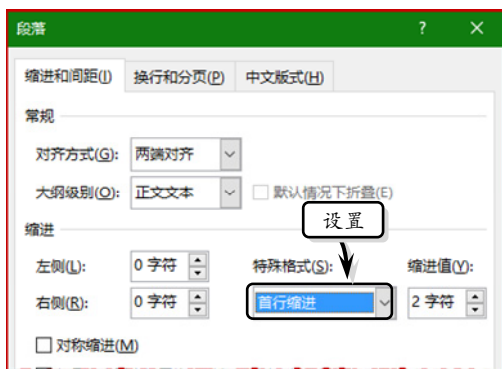 段落 ? ×
缩进和间距(I) 换行和分页(P) 中文版式(H)
常规
对齐方式(G): 两端对齐
大纲级别(O): 正文文本 默认情况下折叠(E)
设置
缩进
左侧(L): 0 字符 特殊格式(S): 缩进值(Y):
右侧(R): 0 字符 首行缩进 2 字符
对称缩进(M)